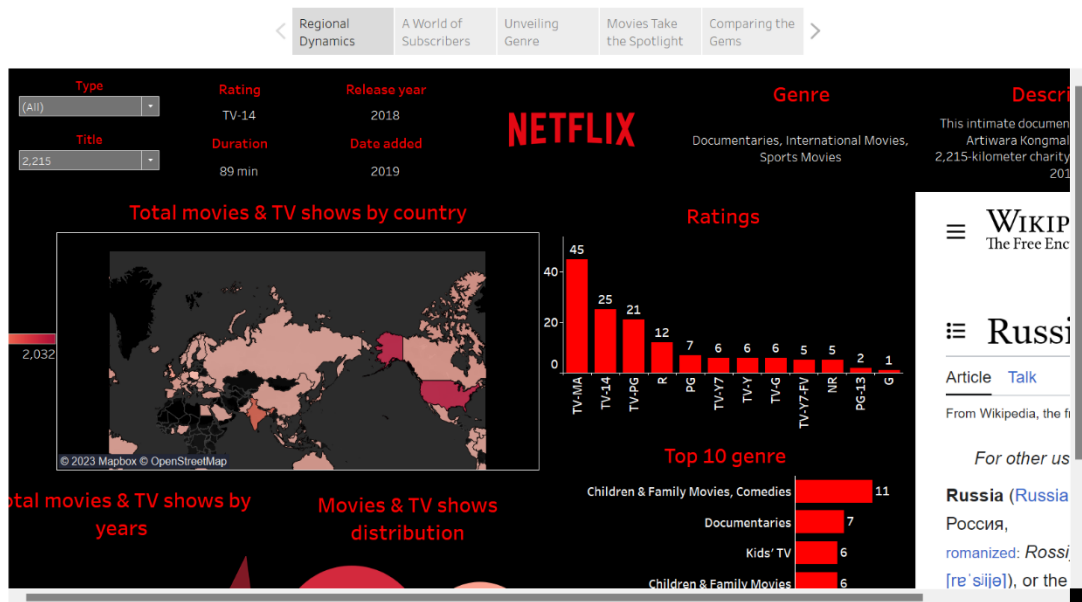 Regional
Dynamics
A World of
Subscribers
Unveiling
Genre
Movies Take
the Spotlight
Comparing the
Gems
Type
(All)
Title
2,215
Rating
TV-14
Duration
89 min
Release year
2018
Date added
2019
NETFLIX
Genre
Documentaries, International Movies,
Sports Movies
Descri
This intimate documen
Artiwara Kongmal
2,215-kilometer charity
201
Total movies & TV shows by country
2,032
© 2023 Mapbox © OpenStreetMap
Ratings
40
20
0
45
25
21
12
7
6
6
6
5
5
2
1
TV-MA
TV-14
TV-PG
R
PG
TV-Y7
TV-Y
TV-G
TV-Y7-FV
NR
PG-13
G
WIKIP
The Free Enc
Russi
Article Talk
From Wikipedia, the f
For other us
Russia (Russia
Россия,
romanized: Rossi
[rɐˈsʲijə]), or the
otal movies & TV shows by
years
Movies & TV shows
distribution
Top 10 genre
Children & Family Movies, Comedies 11
Documentaries 7
Kids' TV 6
Children & Family Movies 6